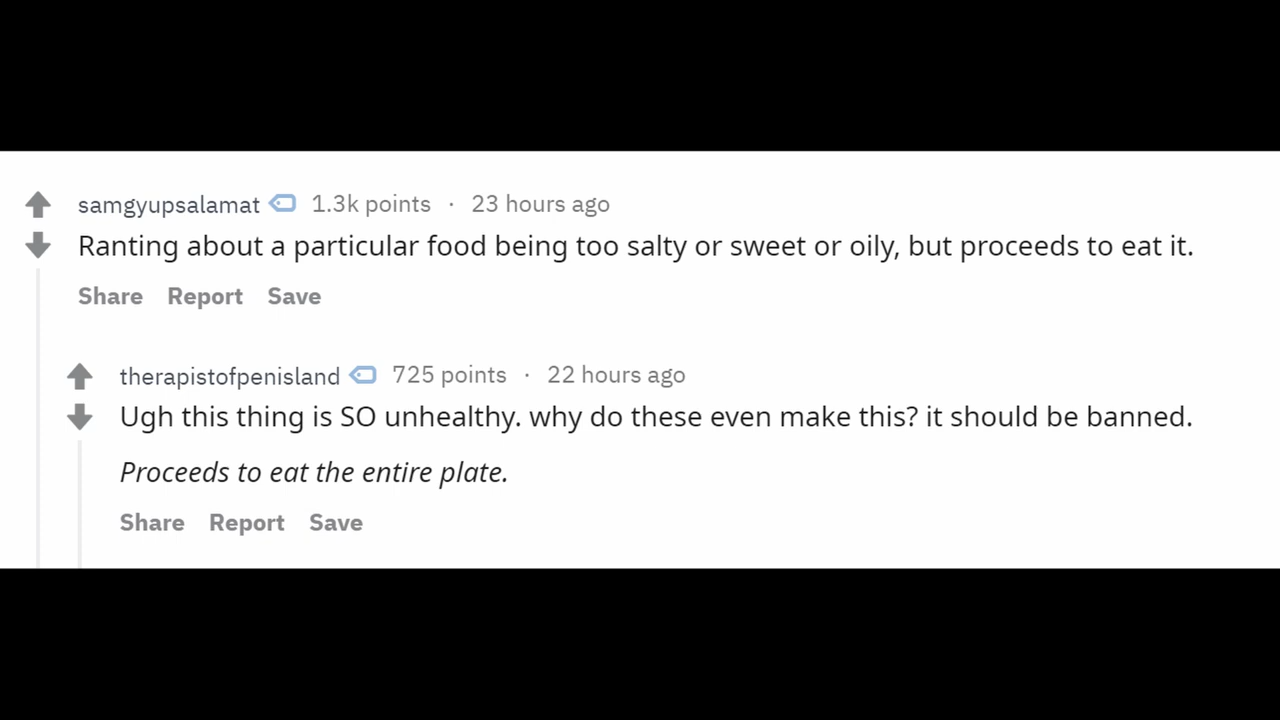 samgyupsalamat 1.3k points · 23 hours ago
Ranting about a particular food being too salty or sweet or oily, but proceeds to eat it.
Share Report Save
therapistofpenisland 725 points · 22 hours ago
Ugh this thing is SO unhealthy. why do these even make this? it should be banned.
Proceeds to eat the entire plate.
Share Report Save